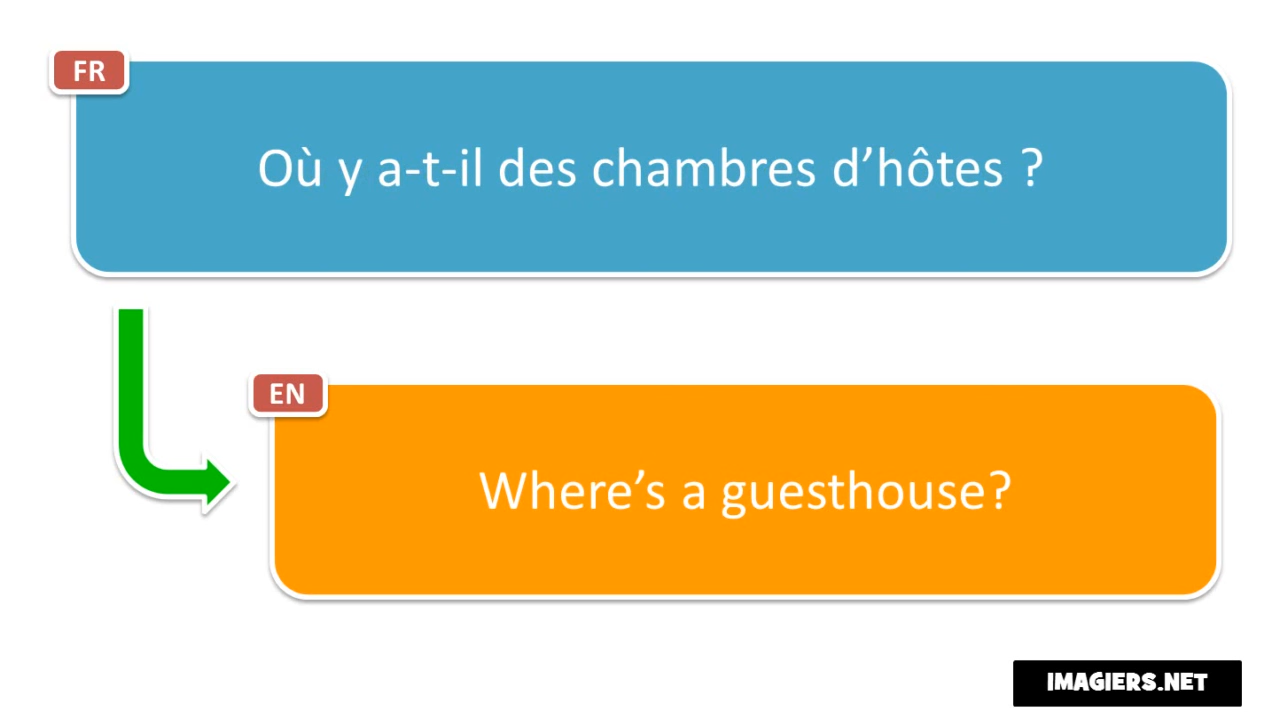 FR
Où y a-t-il des chambres d’hôtes ?
EN
Where’s a guesthouse?
IMAGIERS.NET